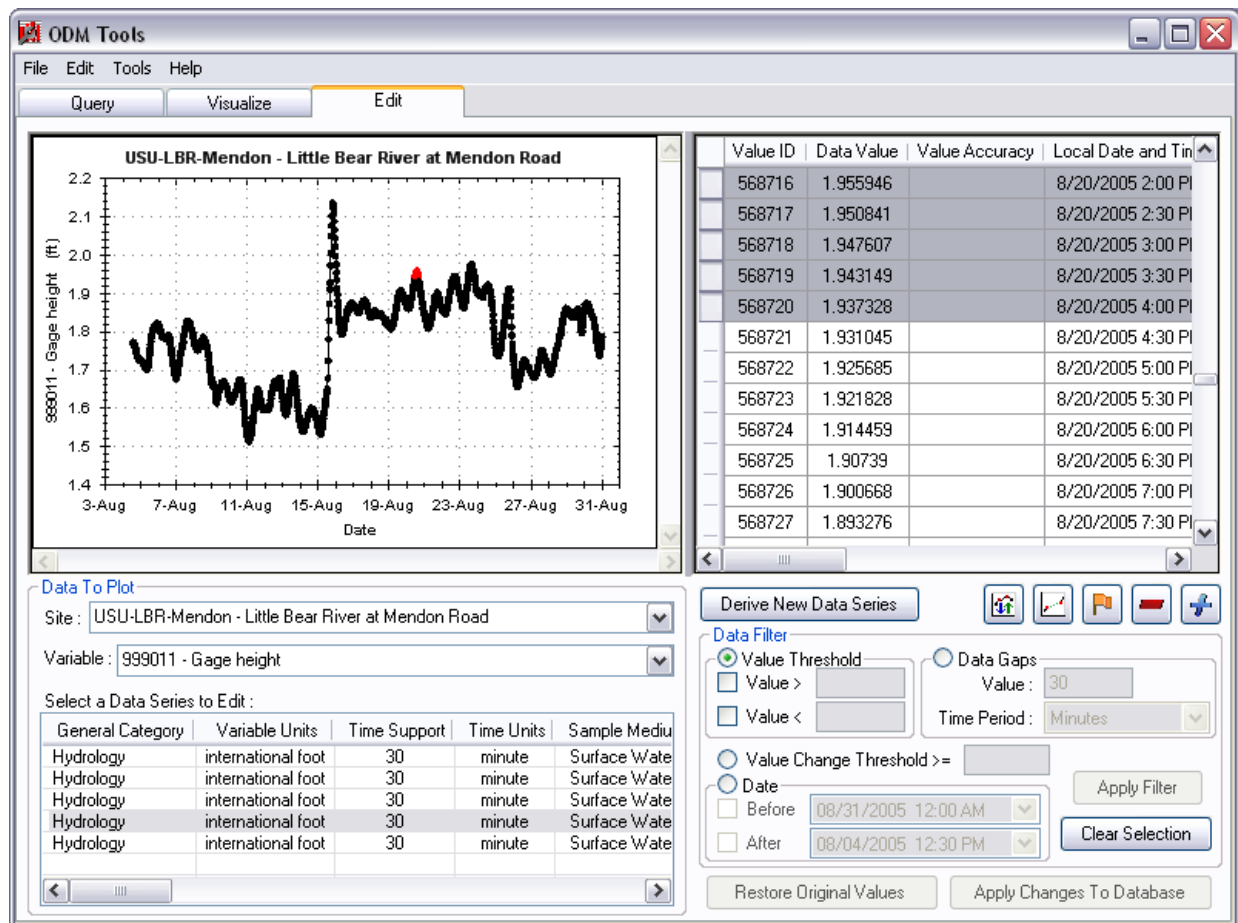 ODM Tools
File Edit Tools Help
Query Visualize Edit
USU-LBR-Mendon - Little Bear River at Mendon Road
999011 - Gage height (ft)
2.2
2.1
2.0
1.9
1.8
1.7
1.6
1.5
1.4
3-Aug 7-Aug 11-Aug 15-Aug 19-Aug 23-Aug 27-Aug 31-Aug
Date
Value ID Data Value Value Accuracy Local Date and Tin
568716 1.955946 8/20/2005 2:00 PI
568717 1.950841 8/20/2005 2:30 PI
568718 1.947607 8/20/2005 3:00 PI
568719 1.943149 8/20/2005 3:30 PI
568720 1.937328 8/20/2005 4:00 PI
568721 1.931045 8/20/2005 4:30 PI
568722 1.925685 8/20/2005 5:00 PI
568723 1.921828 8/20/2005 5:30 PI
568724 1.914459 8/20/2005 6:00 PI
568725 1.90739 8/20/2005 6:30 PI
568726 1.900668 8/20/2005 7:00 PI
568727 1.893276 8/20/2005 7:30 PI
Data To Plot
Site : USU-LBR-Mendon - Little Bear River at Mendon Road
Variable : 999011 - Gage height
Select a Data Series to Edit :
General Category Variable Units Time Support Time Units Sample Mediu
Hydrology international foot 30 minute Surface Wate
Hydrology international foot 30 minute Surface Wate
Hydrology international foot 30 minute Surface Wate
Hydrology international foot 30 minute Surface Wate
Hydrology international foot 30 minute Surface Wate
Derive New Data Series
Data Filter
Value Threshold
Value >
Value <
Data Gaps
Value : 30
Time Period : Minutes
Value Change Threshold >=
Date
Before 08/31/2005 12:00 AM
After 08/04/2005 12:30 PM
Apply Filter
Clear Selection
Restore Original Values Apply Changes To Database